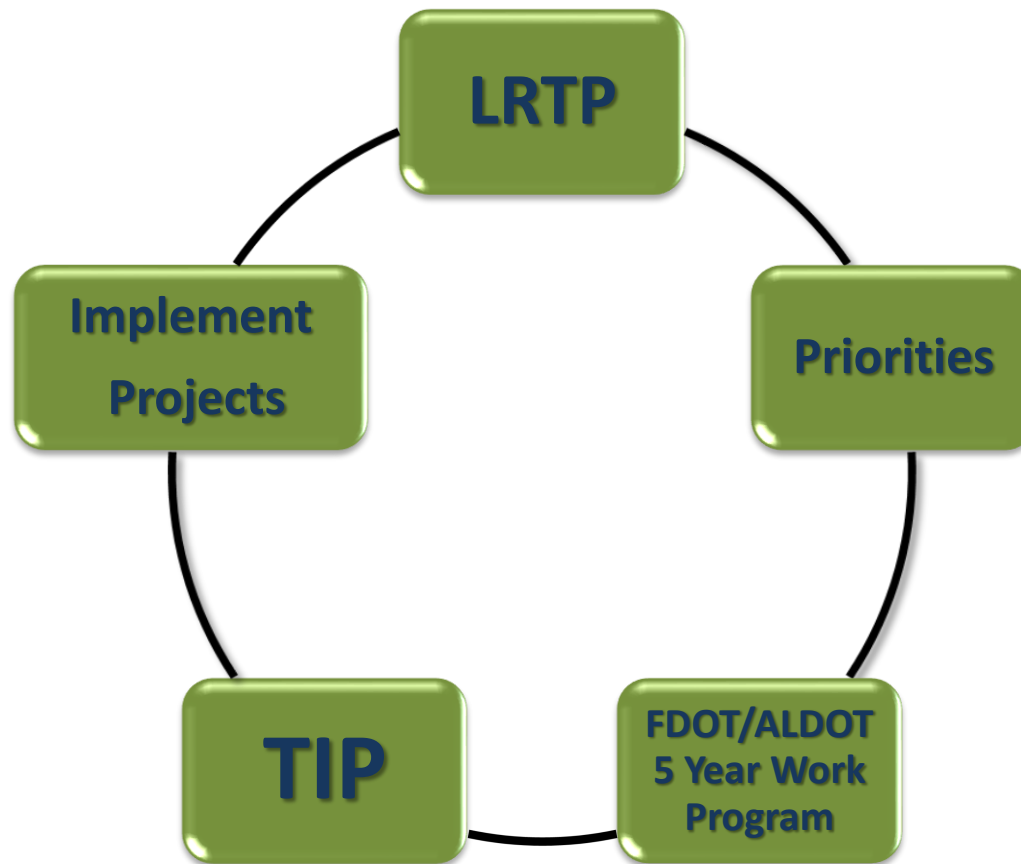 LRTP
Implement
Projects
Priorities
TIP
FDOT/ALDOT
5 Year Work
Program